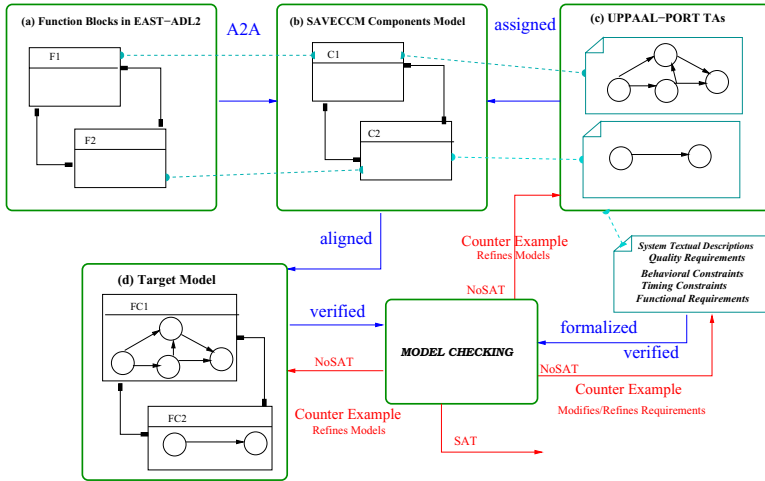 (a) Function Blocks in EAST−ADL2
A2A
(b) SAVECCM Components Model
assigned
(c) UPPAAL−PORT TAs
F1
F2
C1
C2
aligned
Counter Example
Refines Models
NoSAT
System Textual Descriptions
Quality Requirements
Behavioral Constraints
Timing Constraints
Functional Requirements
(d) Target Model
FC1
FC2
verified
NoSAT
Counter Example
Refines Models
MODEL CHECKING
formalized
verified
NoSAT
Counter Example
Modifies/Refines Requirements
SAT